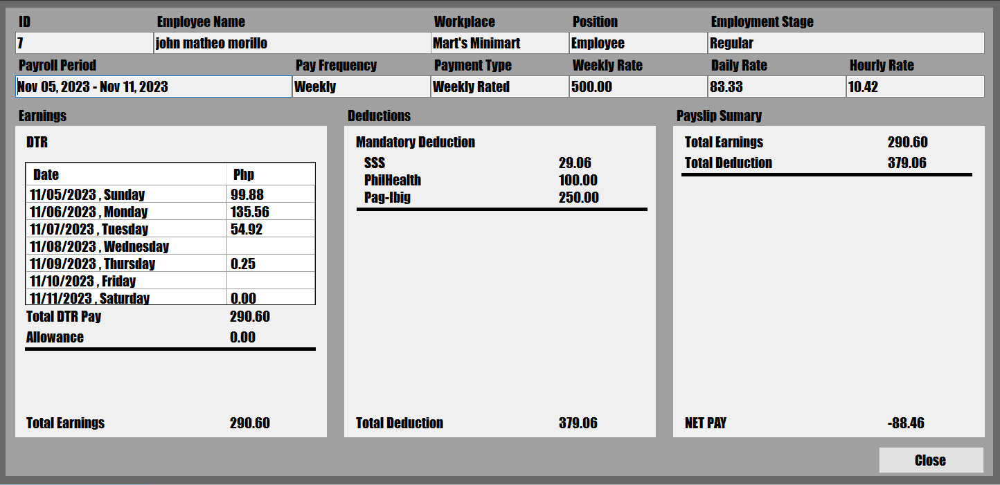 ID Employee Name Workplace Position Employment Stage
7 john matheo morillo Mart's Minimart Employee Regular
Payroll Period Pay Frequency Payment Type Weekly Rate Daily Rate Hourly Rate
Nov 05, 2023 - Nov 11, 2023 Weekly Weekly Rated 500.00 83.33 10.42
Earnings
DTR
Date Php
11/05/2023 , Sunday 99.88
11/06/2023 , Monday 135.56
11/07/2023 , Tuesday 54.92
11/08/2023 , Wednesday
11/09/2023 , Thursday 0.25
11/10/2023 , Friday
11/11/2023 , Saturday 0.00
Total DTR Pay 290.60
Allowance 0.00
Total Earnings 290.60
Deductions
Mandatory Deduction
SSS 29.06
PhilHealth 100.00
Pag-Ibig 250.00
Total Deduction 379.06
Payslip Sumary
Total Earnings 290.60
Total Deduction 379.06
NET PAY -88.46
Close